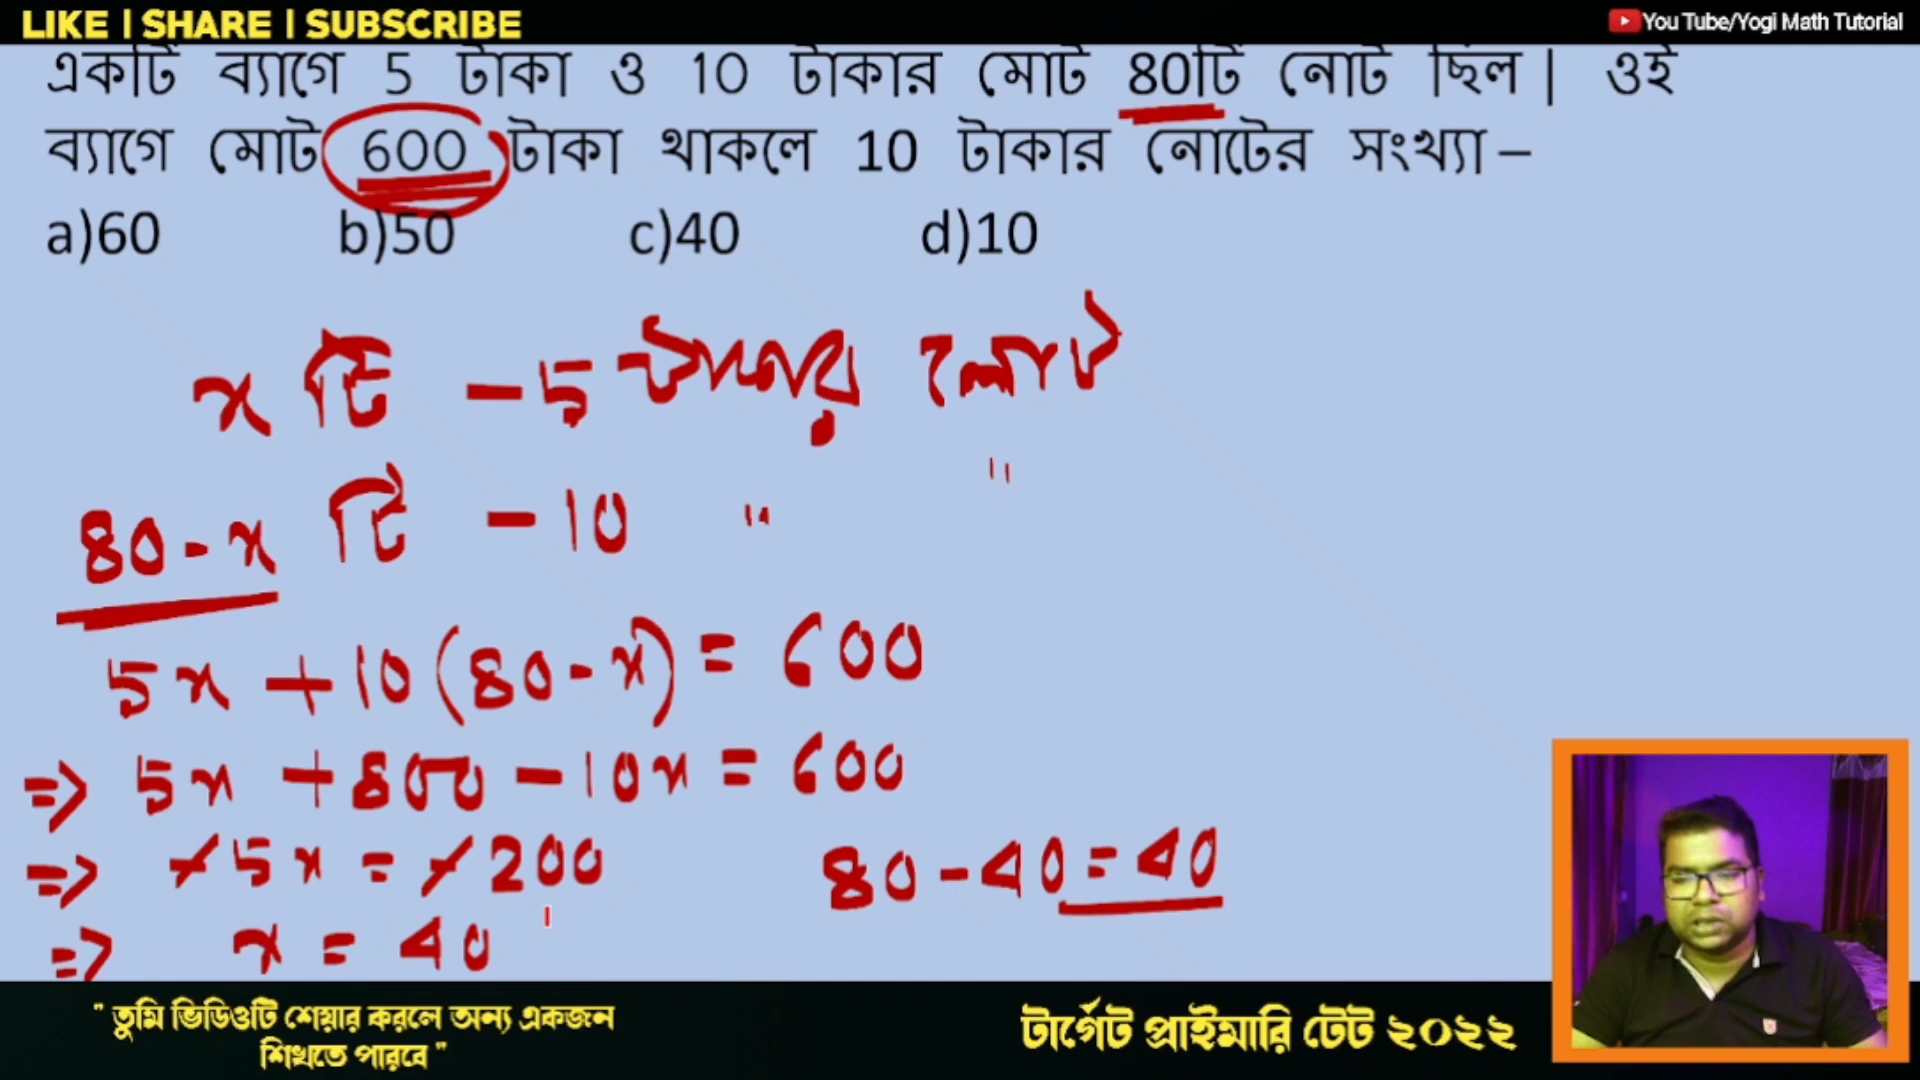 LIKE | SHARE | SUBSCRIBE
You Tube/Yogi Math Tutorial
একটি ব্যাগে 5 টাকা ও 10 টাকার মোট 80টি নোট ছিল | ওই
ব্যাগে মোট 600 টাকা থাকলে 10 টাকার নোটের সংখ্যা –
a)60 b)50 c)40 d)10
x টি - 5 টাকার নোট
80 - x টি - 10 " "
5x + 10 (80 - x) = 600
=> 5x + 800 - 10x = 600
=> -5x = -200
80 - 40 = 40
=> x = 40
" তুমি ভিডিওটি শেয়ার করলে অন্য একজন
শিখতে পারবে "
টার্গেট প্রাইমারি টেট ২০২২